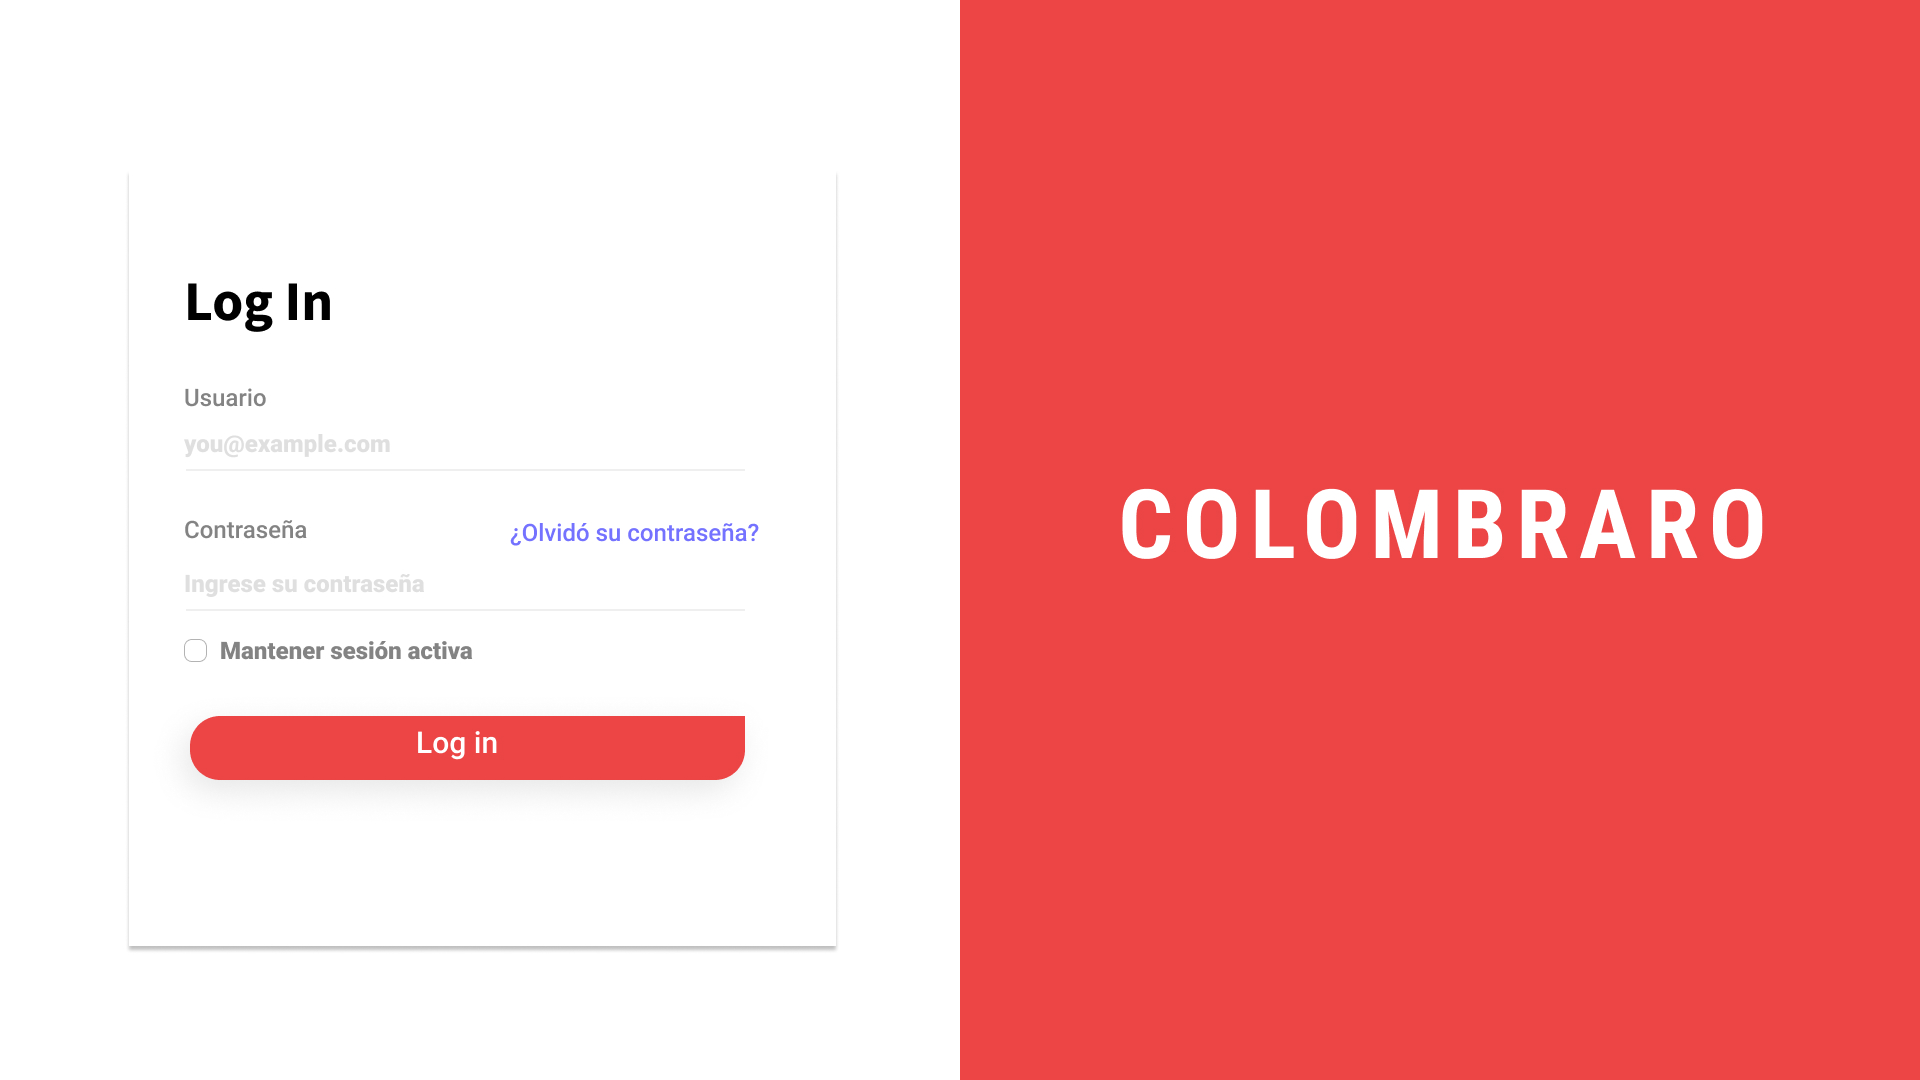 Log In
Usuario
you@example.com
Contraseña
¿Olvidó su contraseña?
Ingrese su contraseña
Mantener sesión activa
Log in
COLOMBRARO